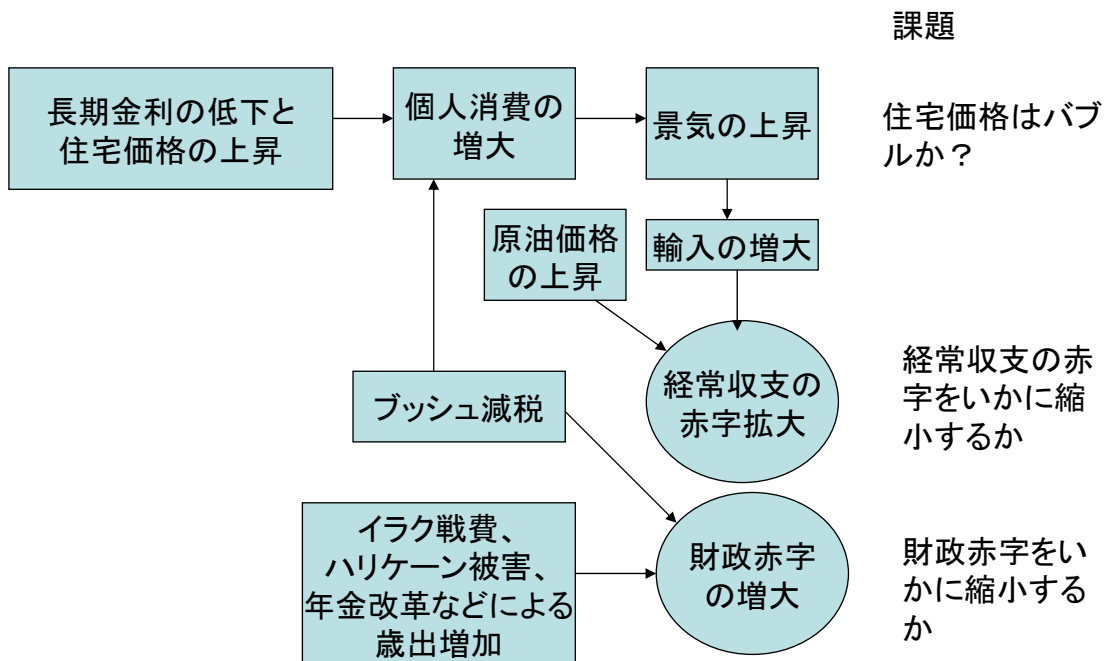 課題
長期金利の低下と
住宅価格の上昇
個人消費の
増大
景気の上昇
住宅価格はバブ
ルか？
原油価格
の上昇
輸入の増大
ブッシュ減税
経常収支の
赤字拡大
経常収支の赤
字をいかに縮
小するか
イラク戦費、
ハリケーン被害、
年金改革などによる
歳出増加
財政赤字
の増大
財政赤字をい
かに縮小する
か